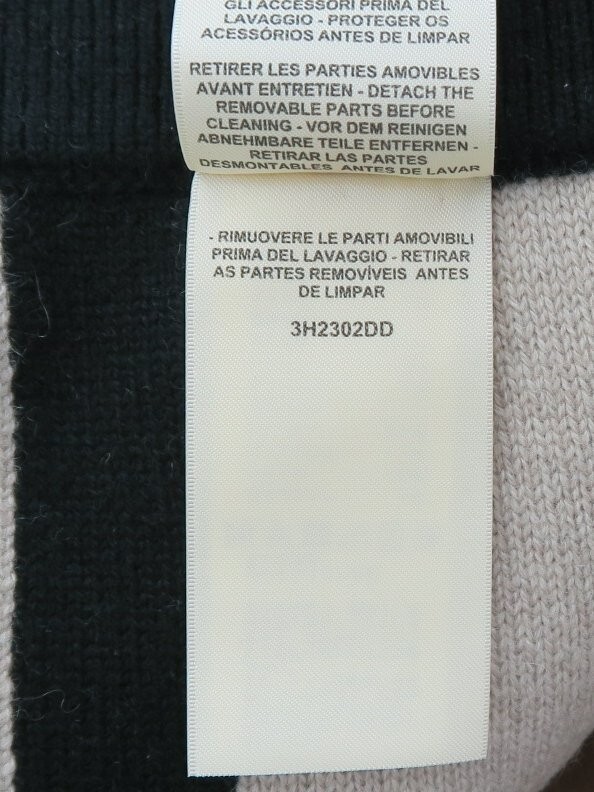 GLI ACCESSORI PRIMA DEL
LAVAGGIO - PROTEGER OS
ACESSÓRIOS ANTES DE LIMPAR
RETIRER LES PARTIES AMOVIBLES
AVANT ENTRETIEN - DETACH THE
REMOVABLE PARTS BEFORE
CLEANING - VOR DEM REINIGEN
ABNEHMBARE TEILE ENTFERNEN -
RETIRAR LAS PARTES
DESMONTABLES ANTES DE LAVAR
- RIMUOVERE LE PARTI AMOVIBILI
PRIMA DEL LAVAGGIO - RETIRAR
AS PARTES REMOVÍVEIS ANTES
DE LIMPAR
3H2302DD